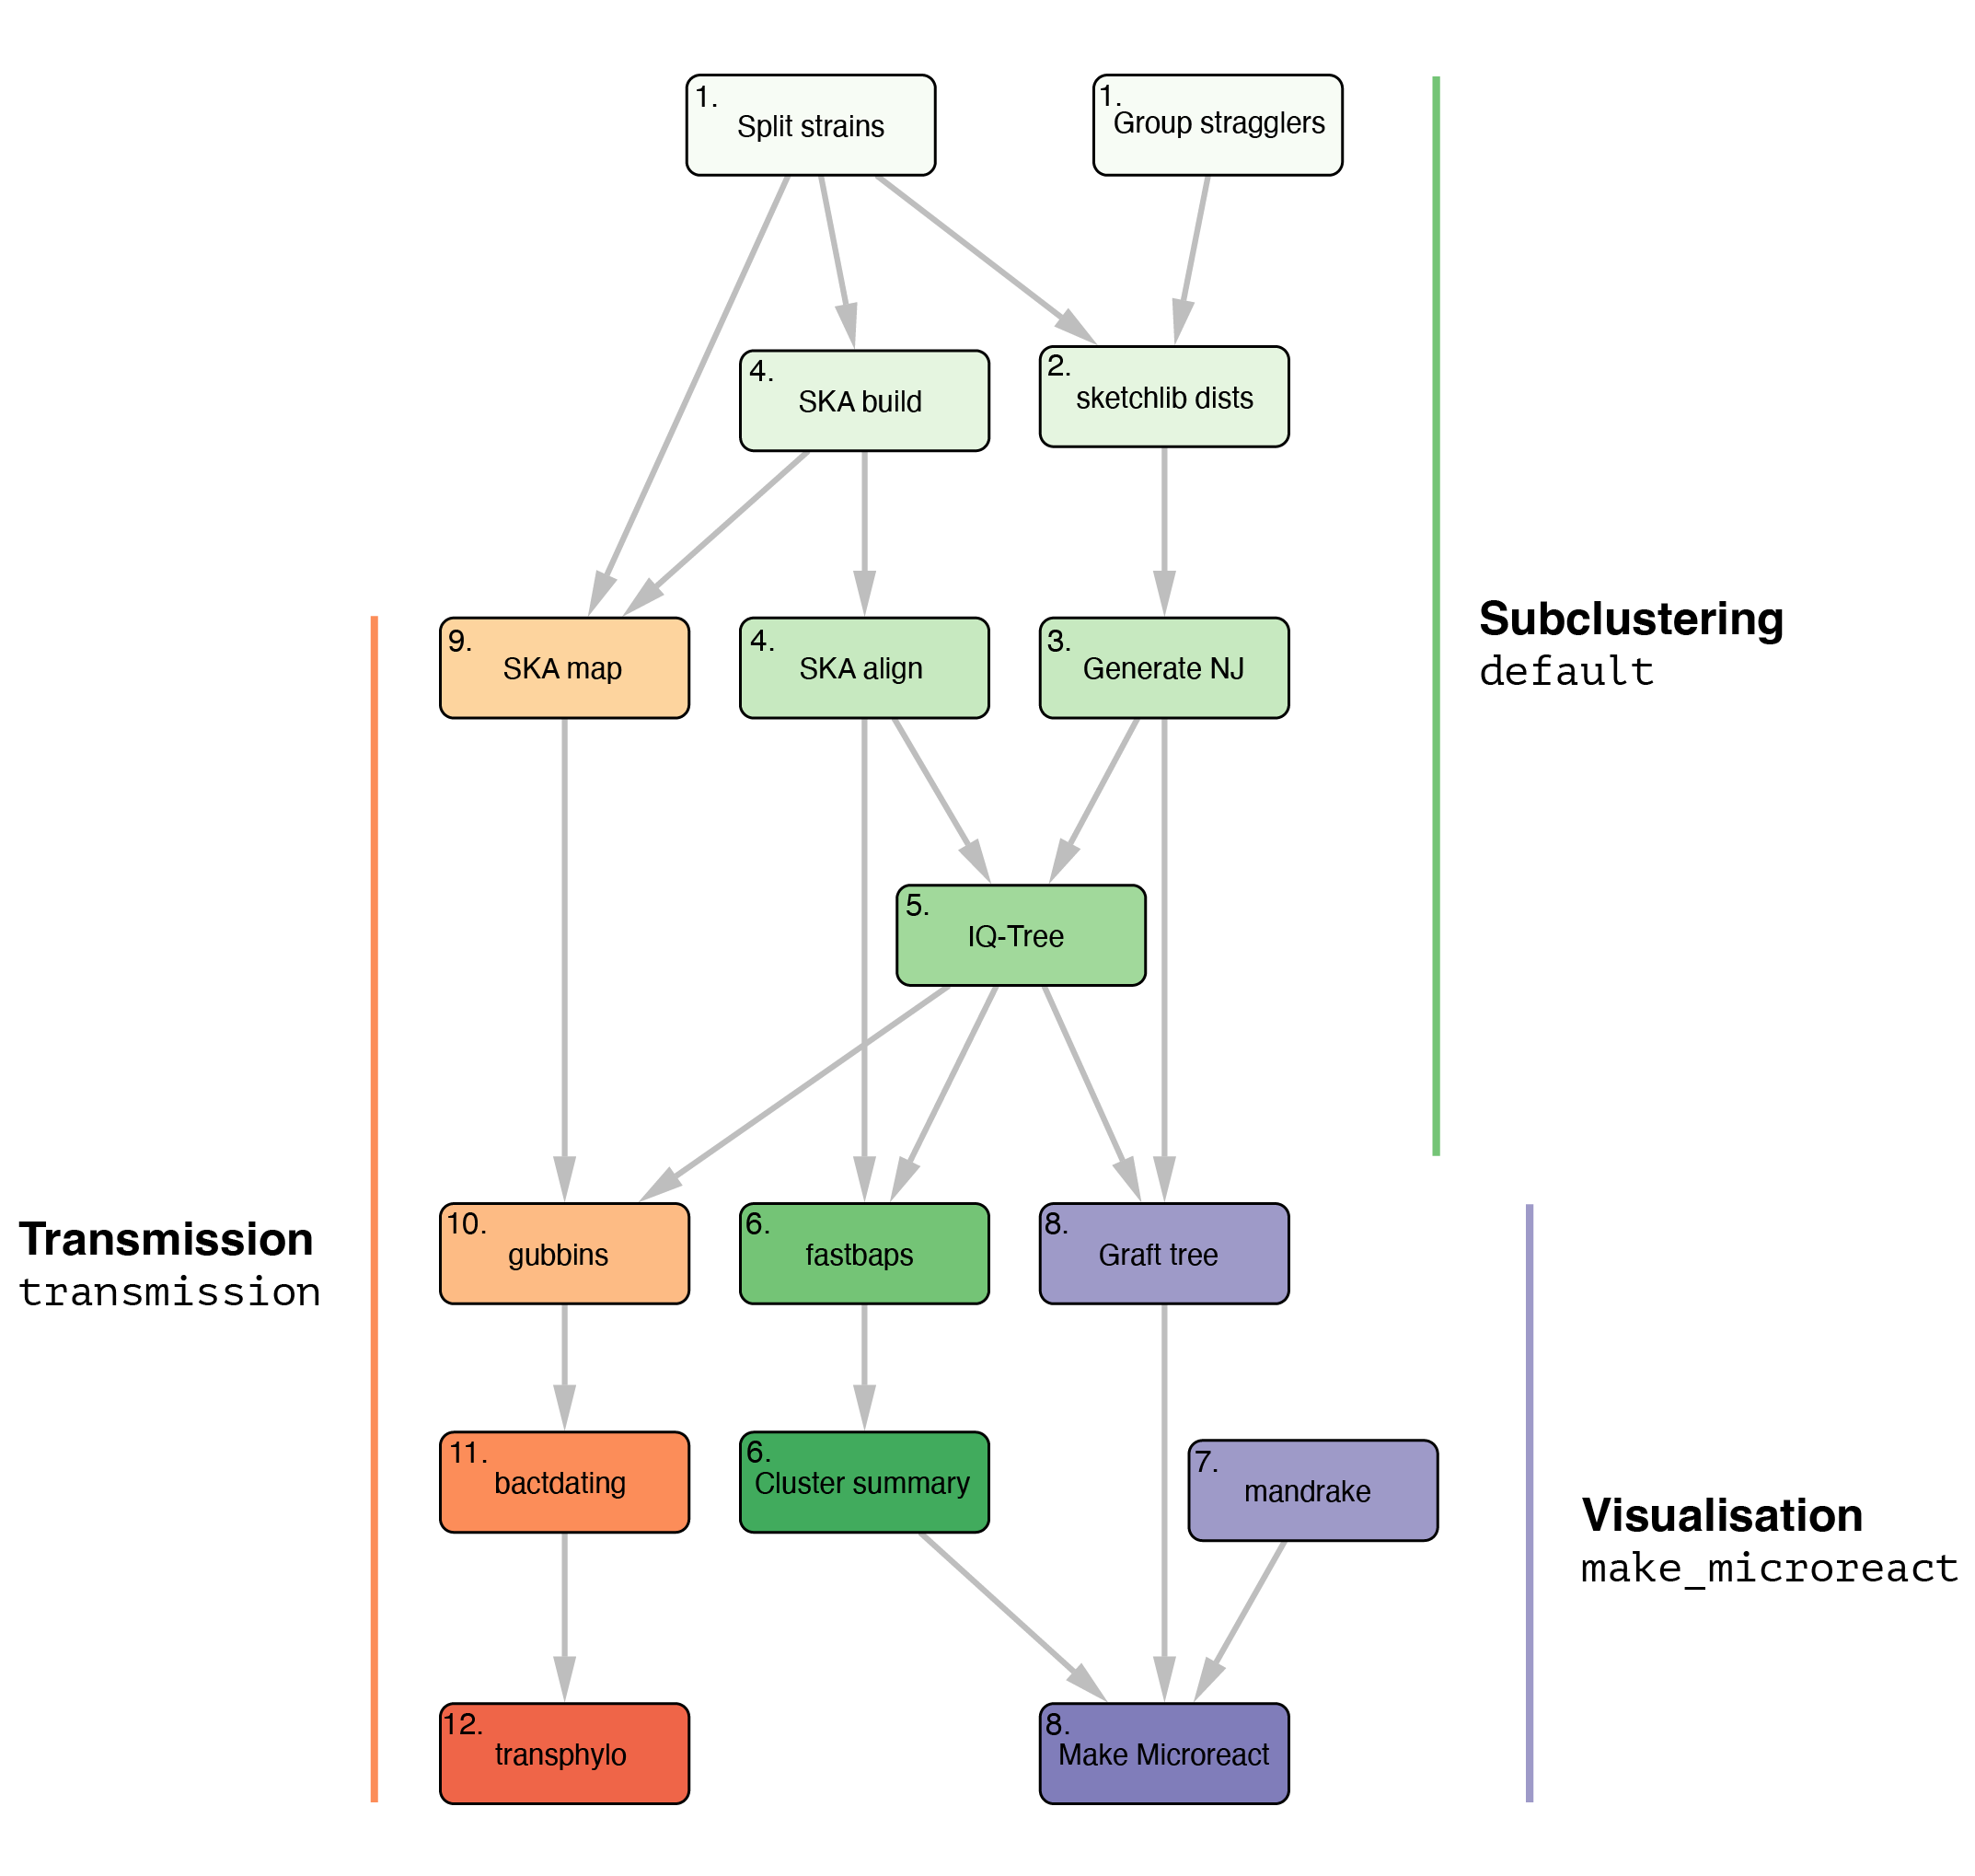 1.
Split strains
1.
Group stragglers
4.
SKA build
2.
sketchlib dists
9.
SKA map
4.
SKA align
3.
Generate NJ
Subclustering
default
5.
IQ-Tree
10.
gubbins
6.
fastbaps
8.
Graft tree
Transmission
transmission
11.
bactdating
6.
Cluster summary
7.
mandrake
Visualisation
make_microreact
12.
transphylo
8.
Make Microreact